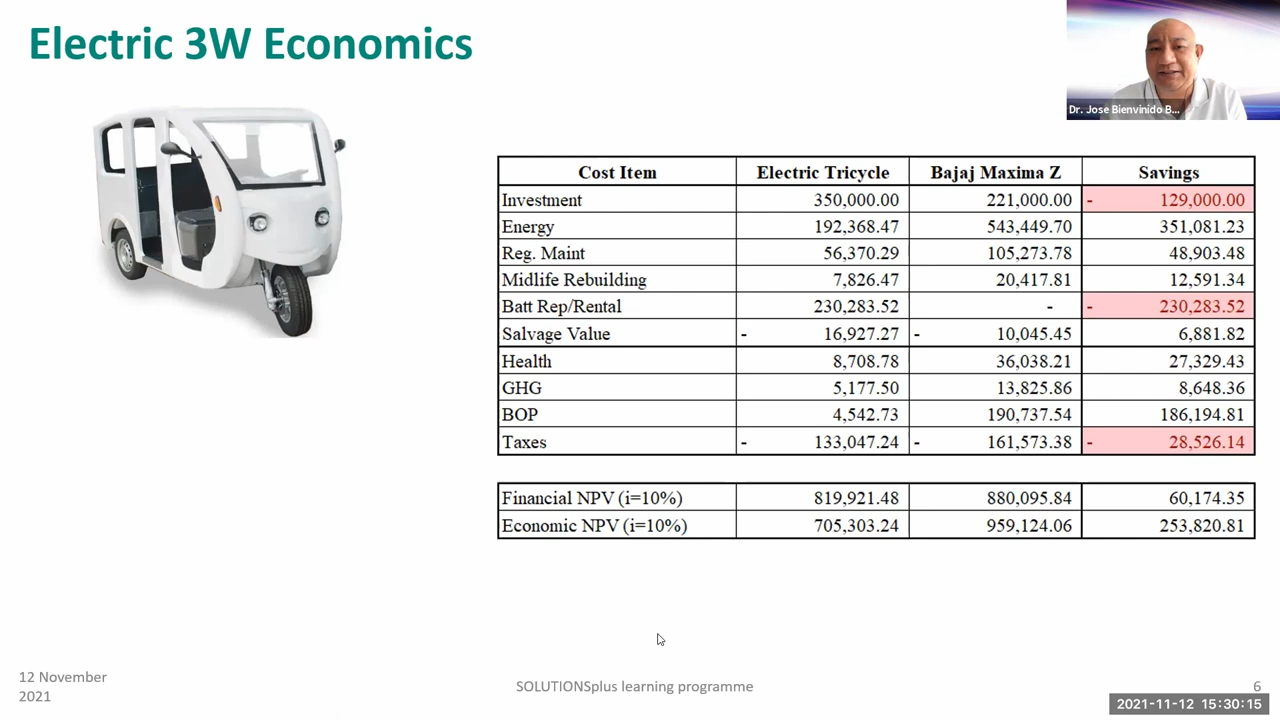 Electric 3W Economics
Dr. Jose Bienvinido B...
Cost Item Electric Tricycle Bajaj Maxima Z Savings
Investment 350,000.00 221,000.00 - 129,000.00
Energy 192,368.47 543,449.70 351,081.23
Reg. Maint 56,370.29 105,273.78 48,903.48
Midlife Rebuilding 7,826.47 20,417.81 12,591.34
Batt Rep/Rental 230,283.52 - - 230,283.52
Salvage Value - 16,927.27 - 10,045.45 6,881.82
Health 8,708.78 36,038.21 27,329.43
GHG 5,177.50 13,825.86 8,648.36
BOP 4,542.73 190,737.54 186,194.81
Taxes - 133,047.24 - 161,573.38 - 28,526.14
Financial NPV (i=10%) 819,921.48 880,095.84 60,174.35
Economic NPV (i=10%) 705,303.24 959,124.06 253,820.81
12 November
2021
SOLUTIONSplus learning programme
6
2021-11-12 15:30:15